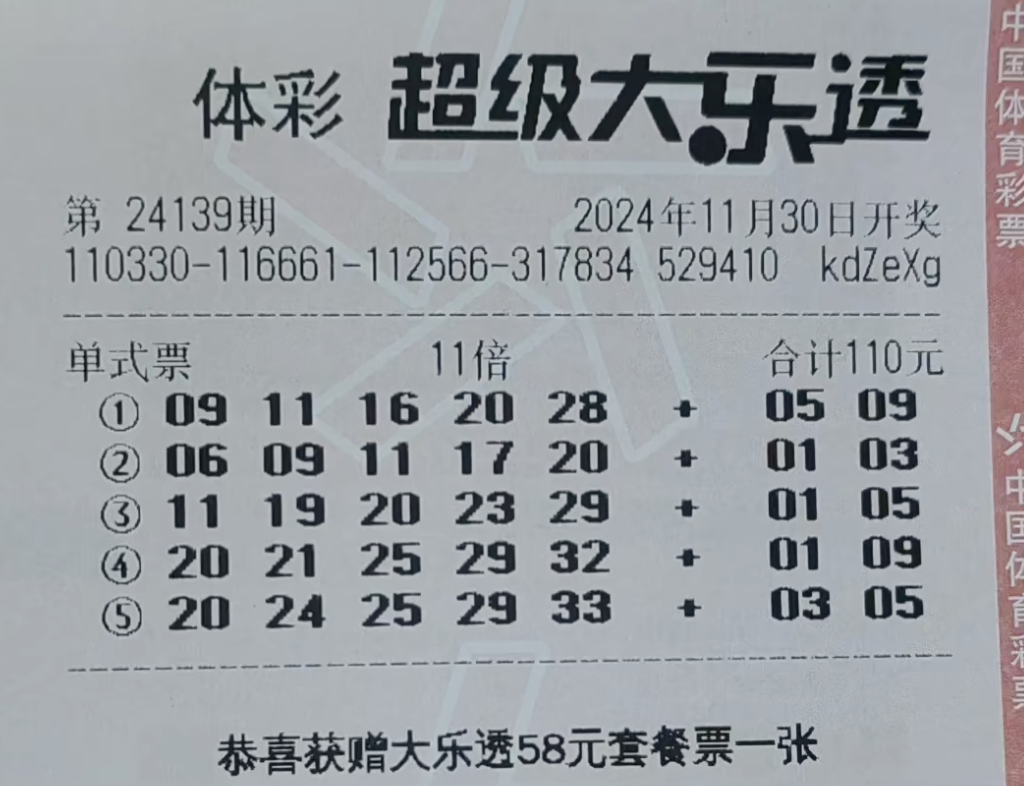 体彩 超级大乐透
第 24139期 2024年11月30日开奖
110330-116661-112566-317834 529410 kdZeXg
单式票 11倍 合计110元
① 09 11 16 20 28 + 05 09
② 06 09 11 17 20 + 01 03
③ 11 19 20 23 29 + 01 05
④ 20 21 25 29 32 + 01 09
⑤ 20 24 25 29 33 + 03 05
恭喜获赠大乐透58元套餐票一张
中国体育彩票
中国体育彩票